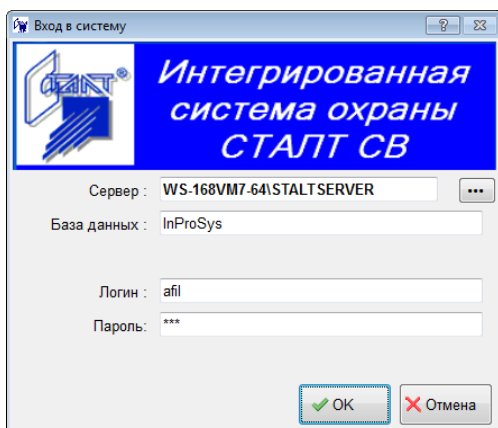 Вход в систему
?
СТАЛТ®
Интегрированная
система охраны
СТАЛТ СВ
Сервер : WS-168VM7-64\STALTSERVER ...
База данных : InProSys
Логин : afil
Пароль: ***
OK Отмена